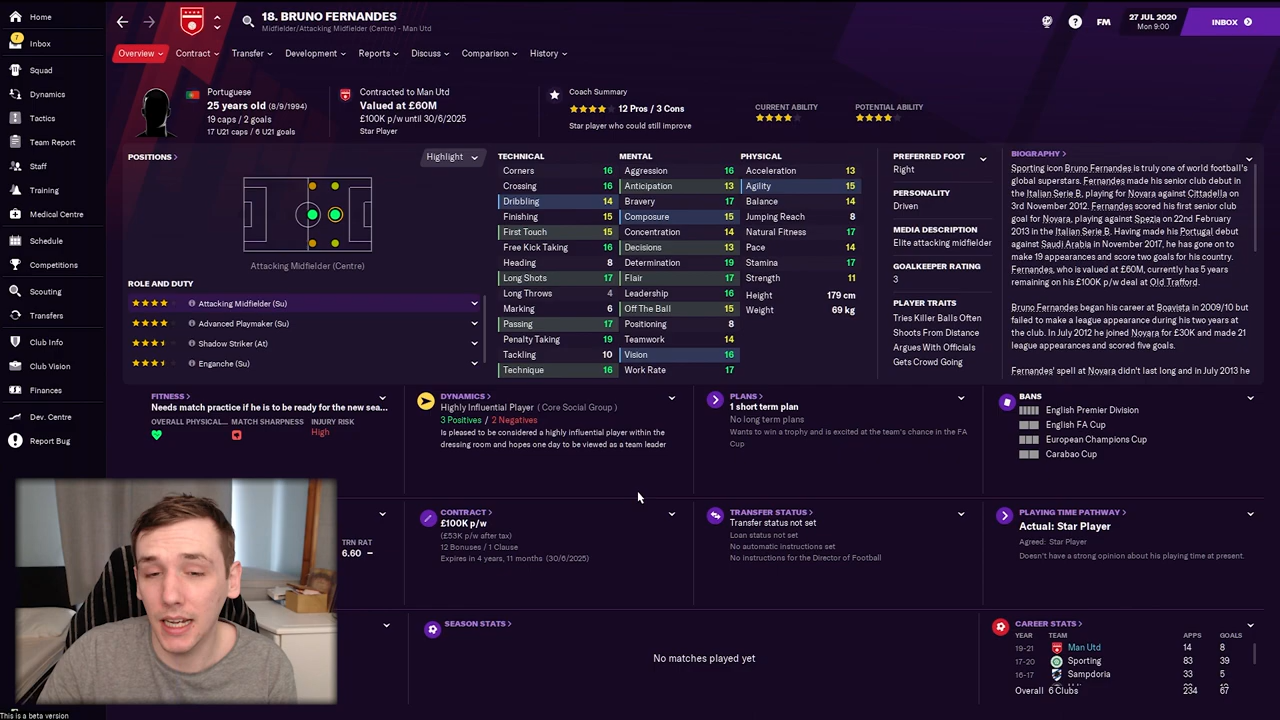 Home
7
Inbox
Squad
Dynamics
Tactics
Team Report
Staff
Training
Medical Centre
Schedule
Competitions
Scouting
Transfers
Club Info
Club Vision
Finances
Dev. Centre
Report Bug
18. BRUNO FERNANDES
Midfielder/Attacking Midfielder (Centre) - Man Utd
?
FM
27 JUL 2020
Mon 9:00
INBOX
Overview
Contract
Transfer
Development
Reports
Discuss
Comparison
History
Portuguese
25 years old (8/9/1994)
19 caps / 2 goals
17 U21 caps / 6 U21 goals
Contracted to Man Utd
Valued at £60M
£100K p/w until 30/6/2025
Star Player
Coach Summary
12 Pros / 3 Cons
Star player who could still improve
CURRENT ABILITY
POTENTIAL ABILITY
POSITIONS
Highlight
Attacking Midfielder (Centre)
ROLE AND DUTY
Attacking Midfielder (Su)
Advanced Playmaker (Su)
Shadow Striker (At)
Enganche (Su)
TECHNICAL
Corners 16
Crossing 16
Dribbling 14
Finishing 15
First Touch 15
Free Kick Taking 16
Heading 8
Long Shots 17
Long Throws 4
Marking 6
Passing 17
Penalty Taking 19
Tackling 10
Technique 16
MENTAL
Aggression 16
Anticipation 13
Bravery 17
Composure 15
Concentration 14
Decisions 13
Determination 19
Flair 17
Leadership 16
Off The Ball 15
Positioning 8
Teamwork 14
Vision 16
Work Rate 17
PHYSICAL
Acceleration 13
Agility 15
Balance 14
Jumping Reach 8
Natural Fitness 17
Pace 14
Stamina 17
Strength 11
Height 179 cm
Weight 69 kg
PREFERRED FOOT
Right
PERSONALITY
Driven
MEDIA DESCRIPTION
Elite attacking midfielder
GOALKEEPER RATING
3
PLAYER TRAITS
Tries Killer Balls Often
Shoots From Distance
Argues With Officials
Gets Crowd Going
BIOGRAPHY
Sporting icon Bruno Fernandes is truly one of world football's
global superstars. Fernandes made his senior club debut in
the Italian Serie B, playing for Novara against Cittadella on
3rd November 2012. Fernandes scored his first senior club
goal for Novara, playing against Spezia on 22nd February
2013 in the Italian Serie B. Having made his Portugal debut
against Saudi Arabia in November 2017, he has gone on to
make 19 appearances and score two goals for his country.
Fernandes, who is valued at £60M, currently has 5 years
remaining on his £100K p/w deal at Old Trafford.
Bruno Fernandes began his career at Boavista in 2009/10 but
failed to make a league appearance during his two years at
the club. In July 2012 he joined Novara for £30K and made 21
league appearances and scored five goals.
Fernandes' spell at Novara didn't last long and in July 2013 he
FITNESS
Needs match practice if he is to be ready for the new sea...
OVERALL PHYSICAL... MATCH SHARPNESS INJURY RISK
High
DYNAMICS
Highly Influential Player (Core Social Group)
3 Positives / 2 Negatives
Is pleased to be considered a highly influential player within the
dressing room and hopes one day to be viewed as a team leader
PLANS
1 short term plan
No long term plans
Wants to win a trophy and is excited at the team's chance in the FA
Cup
BANS
English Premier Division
English FA Cup
European Champions Cup
Carabao Cup
TRN RAT
6.60 –
CONTRACT
£100K p/w
(£53K p/w after tax)
12 Bonuses / 1 Clause
Expires in 4 years, 11 months (30/6/2025)
TRANSFER STATUS
Transfer status not set
Loan status not set
No automatic instructions set
No instructions for the Director of Football
PLAYING TIME PATHWAY
Actual: Star Player
Agreed: Star Player
Doesn't have a strong opinion about his playing time at present.
SEASON STATS
No matches played yet
CAREER STATS
YEAR TEAM APPS GOALS
19-21 Man Utd 14 8
17-20 Sporting 83 39
16-17 Sampdoria 33 5
Overall 6 Clubs 234 67
This is a beta version